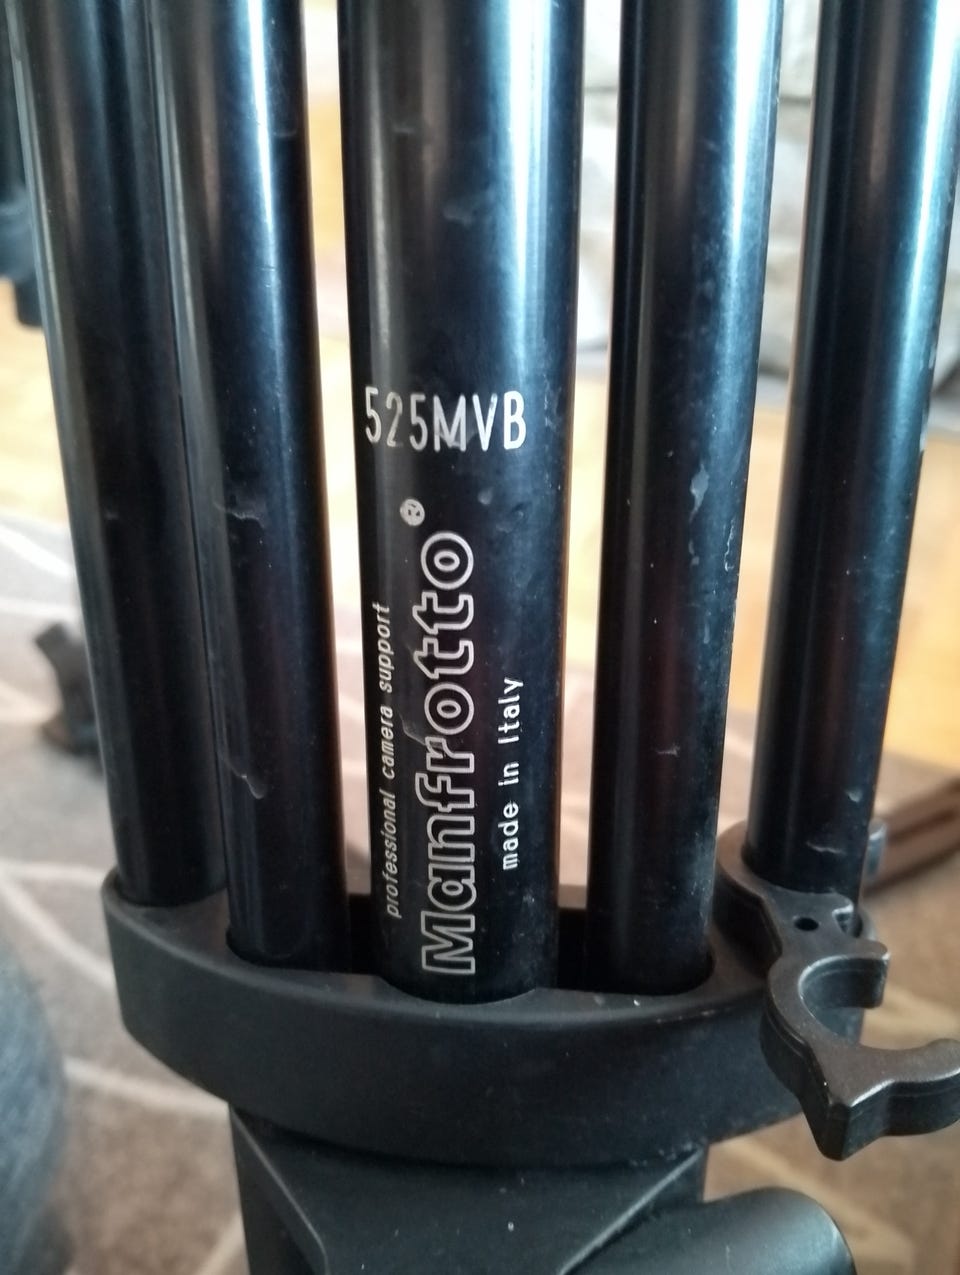 525MVB
professional camera support
Manfrotto®
made in Italy